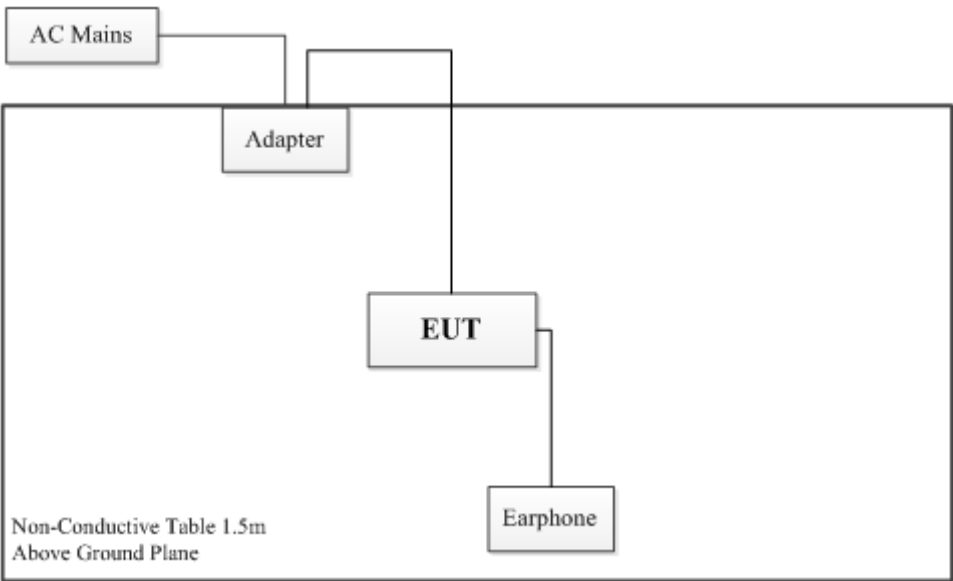 AC Mains
Adapter
EUT
Earphone
Non-Conductive Table 1.5m
Above Ground Plane